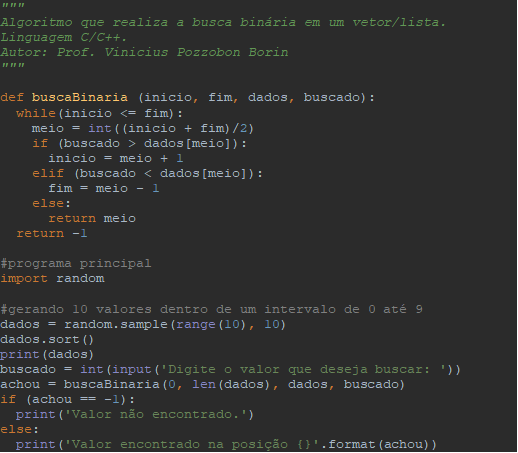 """
Algoritmo que realiza a busca binária em um vetor/lista.
Linguagem C/C++.
Autor: Prof. Vinicius Pozzobon Borin
"""
def buscaBinaria (inicio, fim, dados, buscado):
  while(inicio <= fim):
    meio = int((inicio + fim)/2)
    if (buscado > dados[meio]):
      inicio = meio + 1
    elif (buscado < dados[meio]):
      fim = meio - 1
    else:
      return meio
  return -1
#programa principal
import random
#gerando 10 valores dentro de um intervalo de 0 até 9
dados = random.sample(range(10), 10)
dados.sort()
print(dados)
buscado = int(input('Digite o valor que deseja buscar: '))
achou = buscaBinaria(0, len(dados), dados, buscado)
if (achou == -1):
  print('Valor não encontrado.')
else:
  print('Valor encontrado na posição {}'.format(achou))